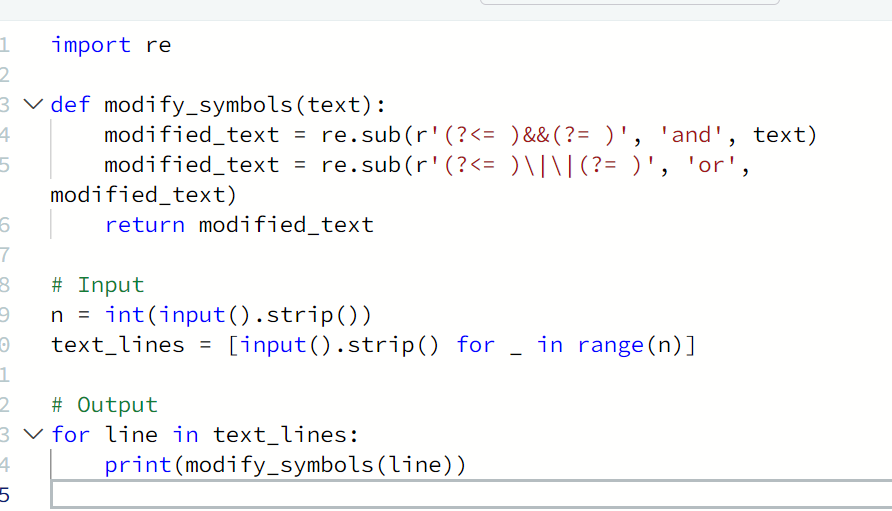 1 import re
2
3 def modify_symbols(text):
4     modified_text = re.sub(r'(?<= )&&(?= )', 'and', text)
5     modified_text = re.sub(r'(?<= )\|\|(?= )', 'or',
modified_text)
6     return modified_text
7
8 # Input
9 n = int(input().strip())
0 text_lines = [input().strip() for _ in range(n)]
1
2 # Output
3 for line in text_lines:
4     print(modify_symbols(line))
5